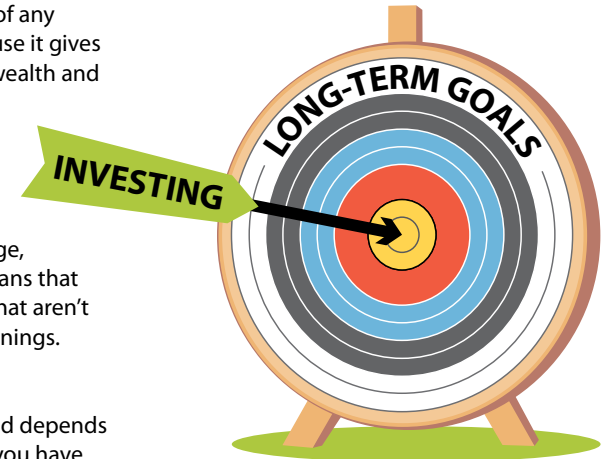 of any
use it gives
wealth and
LONG-TERM GOALS
INVESTING
ge,
ans that
hat aren't
nings.
d depends
you have